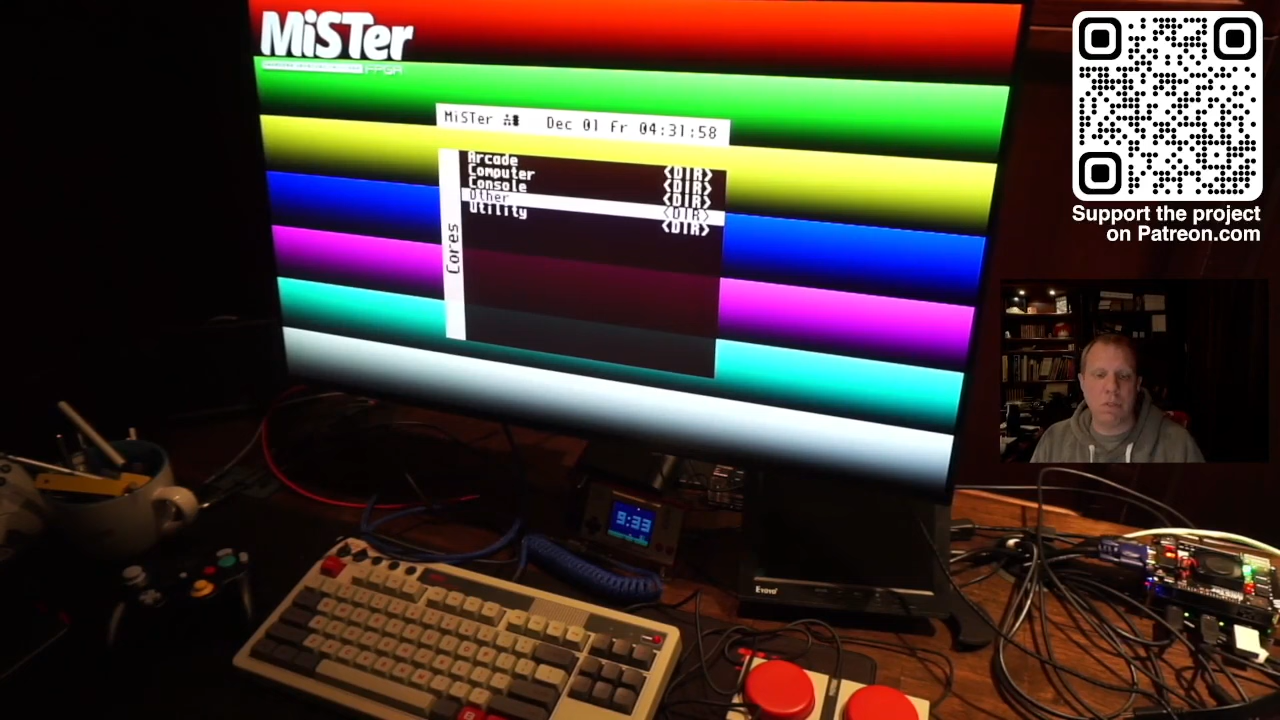 MiSTer
FPGA
MiSTer Dec 01 Fr 04:31:58
Arcade <DIR>
Computer <DIR>
Console <DIR>
Other <DIR>
Utility <DIR>
Cores
9:33
Support the project
on Patreon.com